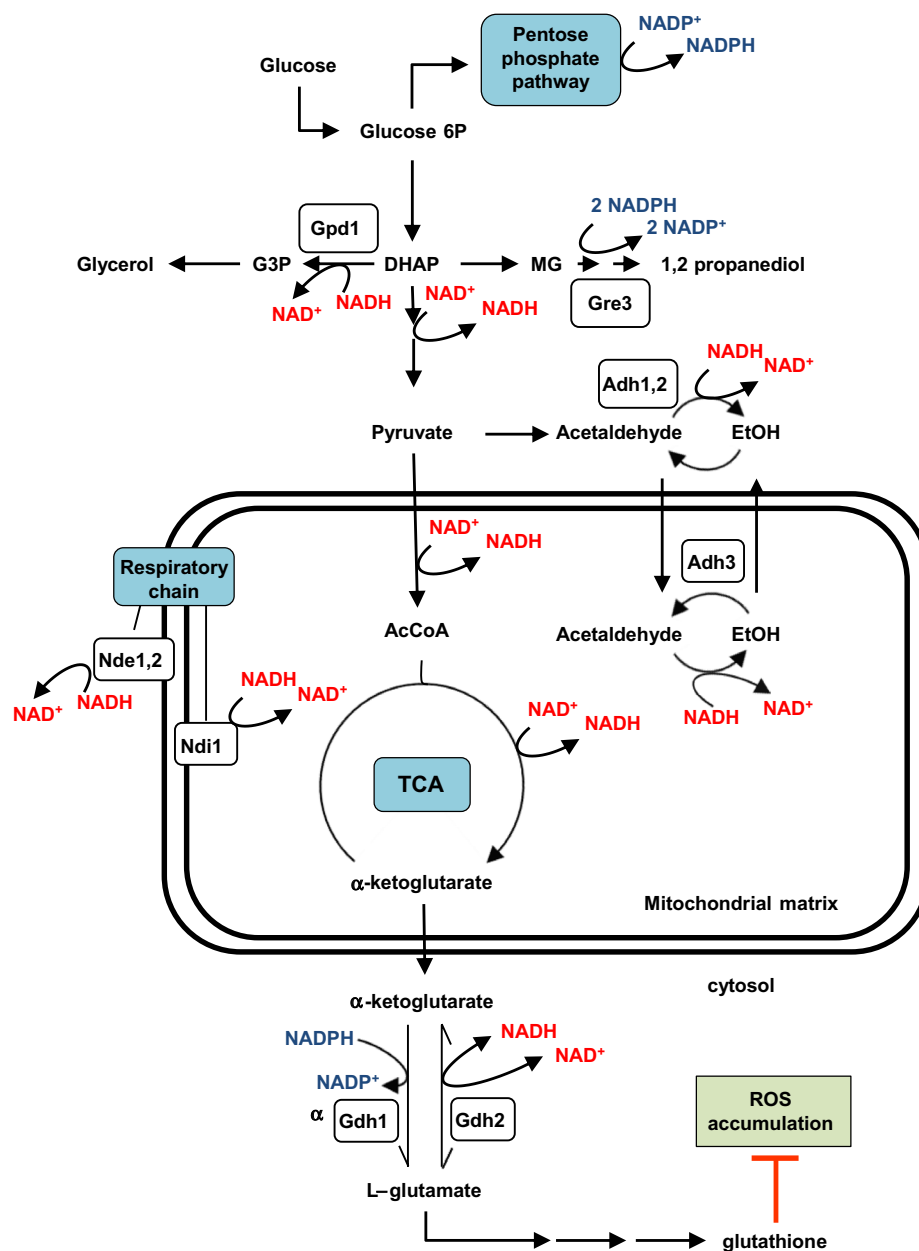 Pentose
phosphate
pathway
NADP⁺
NADPH
Glucose
Glucose 6P
Gpd1
2 NADPH
2 NADP⁺
Glycerol
G3P
DHAP
MG
1,2 propanediol
NAD⁺
NADH
NAD⁺
NADH
Gre3
NADH
NAD⁺
Adh1,2
Pyruvate
Acetaldehyde
EtOH
NAD⁺
NADH
Respiratory
chain
Adh3
AcCoA
Acetaldehyde
EtOH
Nde1,2
NAD⁺
NADH
NADH
NAD⁺
NAD⁺
NADH
NADH
NAD⁺
Ndi1
TCA
α-ketoglutarate
Mitochondrial matrix
cytosol
α-ketoglutarate
NADPH
NADP⁺
NADH
NAD⁺
α
Gdh1
Gdh2
ROS
accumulation
L–glutamate
glutathione